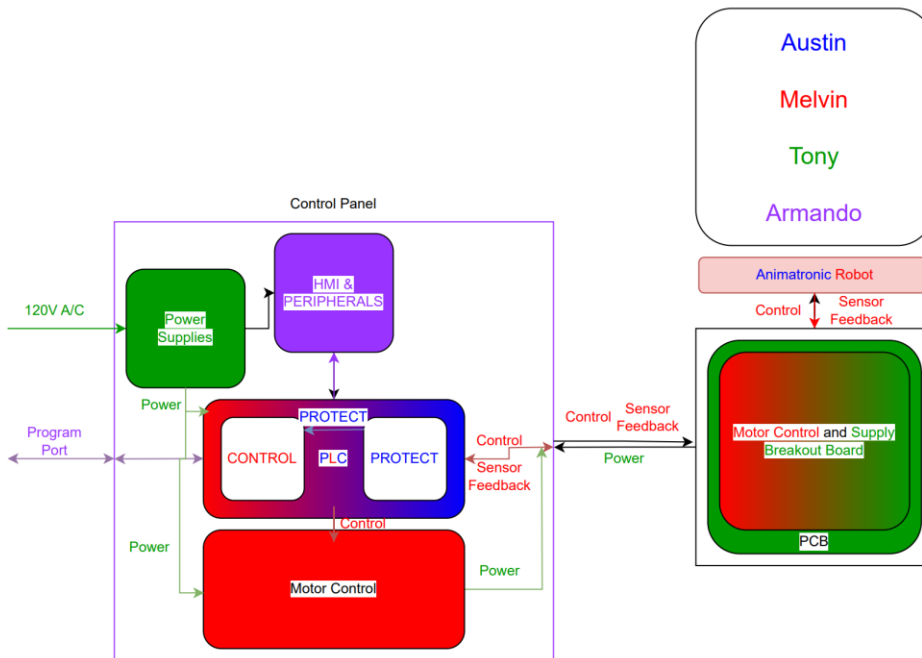 Austin
Melvin
Tony
Armando
Control Panel
HMI &
PERIPHERALS
Animatronic Robot
120V A/C
Power
Supplies
Control
Sensor
Feedback
Power
PROTECT
Program
Port
CONTROL
PLC
PROTECT
Control
Sensor
Feedback
Control
Sensor
Feedback
Power
Motor Control and Supply
Breakout Board
PCB
Control
Power
Motor Control
Power